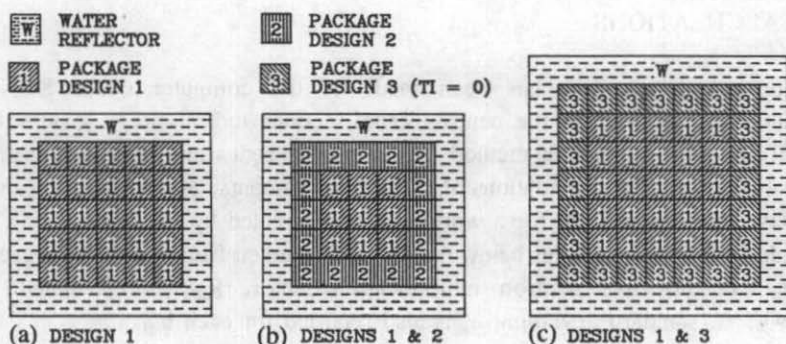 W WATER REFLECTOR
1 PACKAGE DESIGN 1
2 PACKAGE DESIGN 2
3 PACKAGE DESIGN 0 (TI = 0)
W
1 1 1 1 1
1 1 1 1 1
1 1 1 1 1
1 1 1 1 1
1 1 1 1 1
(a) DESIGN 1
W
2 2 2 2 2
2 1 1 1 2
2 1 1 1 2
2 1 1 1 2
2 2 2 2 2
(b) DESIGNS 1 & 2
W
3 3 3 3 3 3 3
3 1 1 1 1 1 3
3 1 1 1 1 1 3
3 1 1 1 1 1 3
3 1 1 1 1 1 3
3 1 1 1 1 1 3
3 3 3 3 3 3 3
(c) DESIGNS 1 & 3